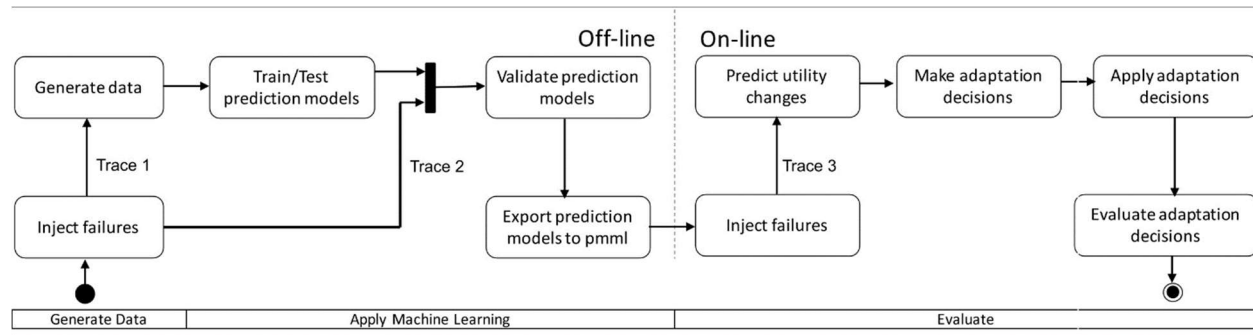 Off-line
On-line
Generate data
Train/Test
prediction models
Validate prediction
models
Predict utility
changes
Make adaptation
decisions
Apply adaptation
decisions
Trace 1
Trace 2
Trace 3
Inject failures
Export prediction
models to pmml
Inject failures
Evaluate adaptation
decisions
Generate Data
Apply Machine Learning
Evaluate